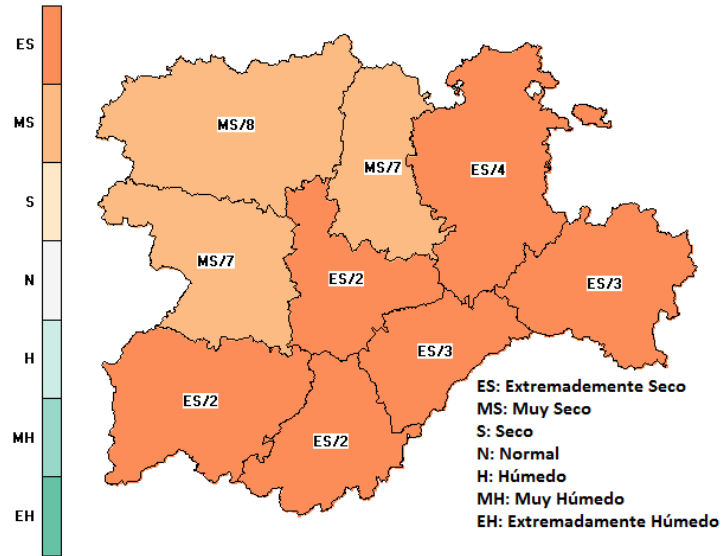 ES
MS
S
N
H
MH
EH
MS/8
MS/7
ES/4
MS/7
ES/2
ES/3
ES/3
ES/2
ES/2
ES: Extremademente Seco
MS: Muy Seco
S: Seco
N: Normal
H: Húmedo
MH: Muy Húmedo
EH: Extremadamente Húmedo